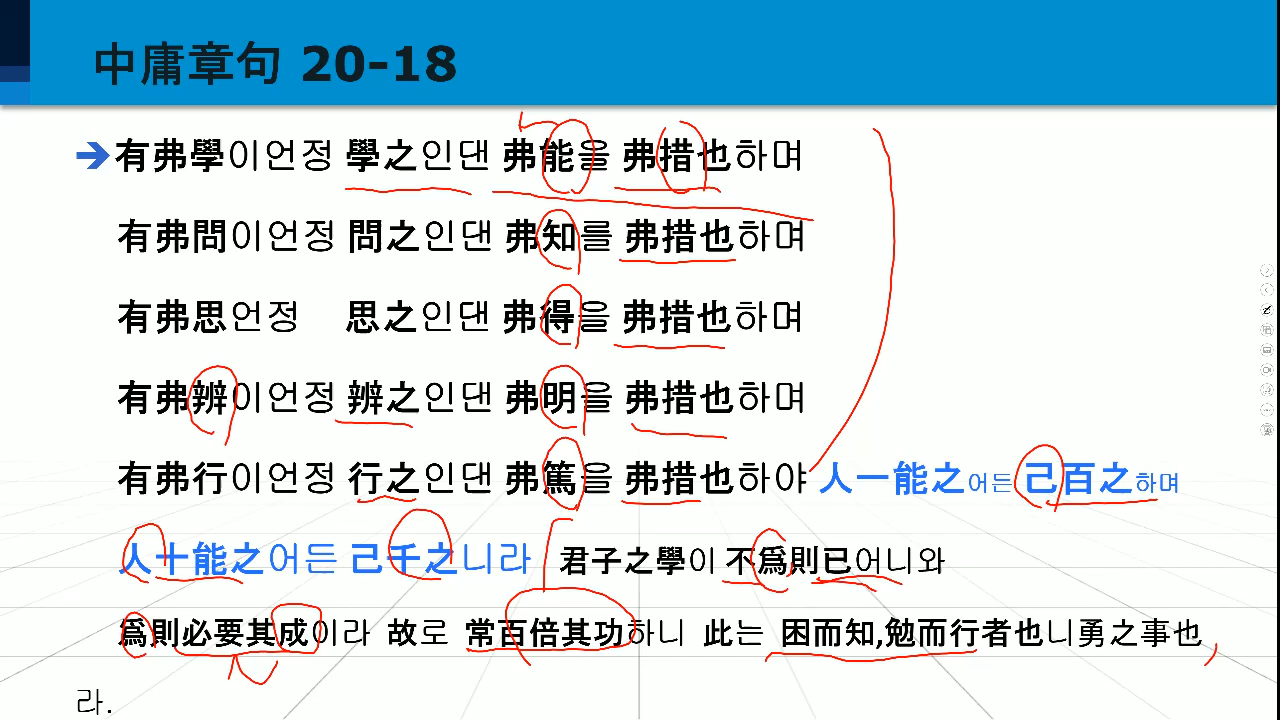 中庸章句 20-18
有弗學이언정 學之인댄 弗能을 弗措也하며
有弗問이언정 問之인댄 弗知를 弗措也하며
有弗思언정 思之인댄 弗得을 弗措也하며
有弗辨이언정 辨之인댄 弗明을 弗措也하며
有弗行이언정 行之인댄 弗篤을 弗措也하야 人一能之어든 己百之하며
人十能之어든 己千之니라 君子之學이 不爲則已어니와
爲則必要其成이라 故로 常百倍其功하니 此는 困而知,勉而行者也니勇之事也
라.